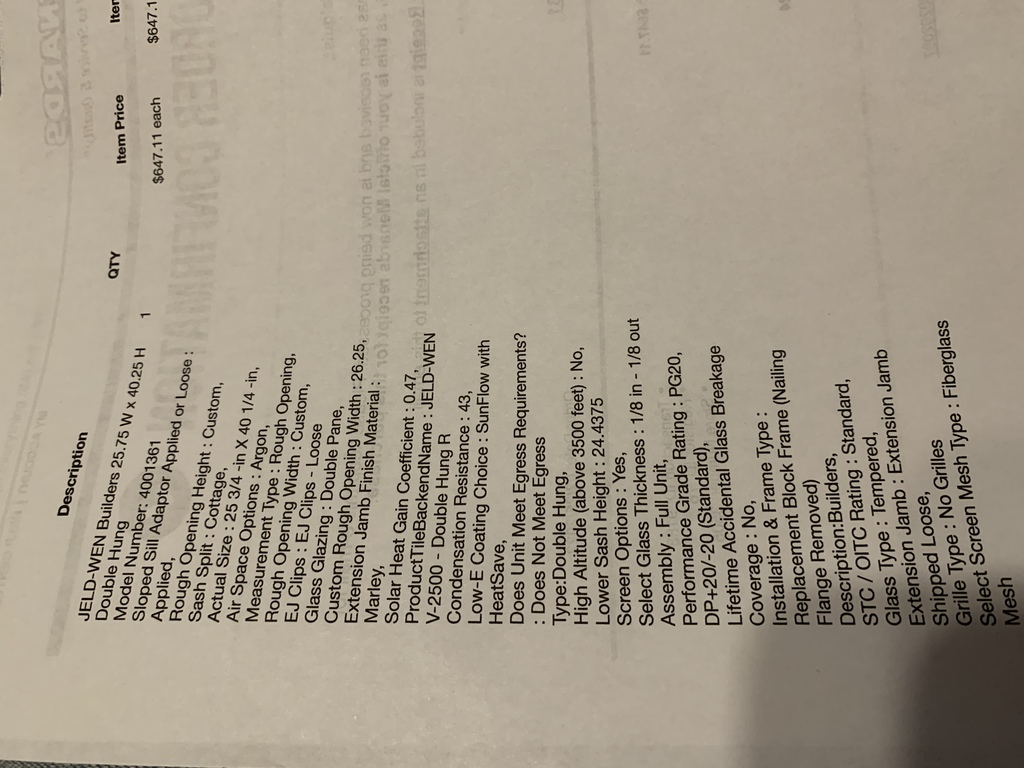 Description
QTY
Item Price
Iter
JELD-WEN Builders 25.75 W x 40.25 H
1
$647.11 each
$647.1
Double Hung
Model Number: 4001361
Sloped Sill Adaptor Applied or Loose :
Applied,
Rough Opening Height : Custom,
Sash Split : Cottage,
Actual Size : 25 3/4 -in X 40 1/4 -in,
Air Space Options : Argon,
Measurement Type : Rough Opening,
Rough Opening Width : Custom,
EJ Clips : EJ Clips - Loose
Glass Glazing : Double Pane,
Custom Rough Opening Width : 26.25,
Extension Jamb Finish Material :
Marley,
Solar Heat Gain Coefficient : 0.47,
ProductTileBackendName : JELD-WEN
V-2500 - Double Hung R
Condensation Resistance : 43,
Low-E Coating Choice : SunFlow with
HeatSave,
Does Unit Meet Egress Requirements?
: Does Not Meet Egress
Type:Double Hung,
High Altitude (above 3500 feet) : No,
Lower Sash Height : 24.4375
Screen Options : Yes,
Select Glass Thickness : 1/8 in - 1/8 out
Assembly : Full Unit,
Performance Grade Rating : PG20,
DP+20/-20 (Standard),
Lifetime Accidental Glass Breakage
Coverage : No,
Installation & Frame Type :
Replacement Block Frame (Nailing
Flange Removed)
Description:Builders,
STC / OITC Rating : Standard,
Glass Type : Tempered,
Extension Jamb : Extension Jamb
Shipped Loose,
Grille Type : No Grilles
Select Screen Mesh Type : Fiberglass
Mesh